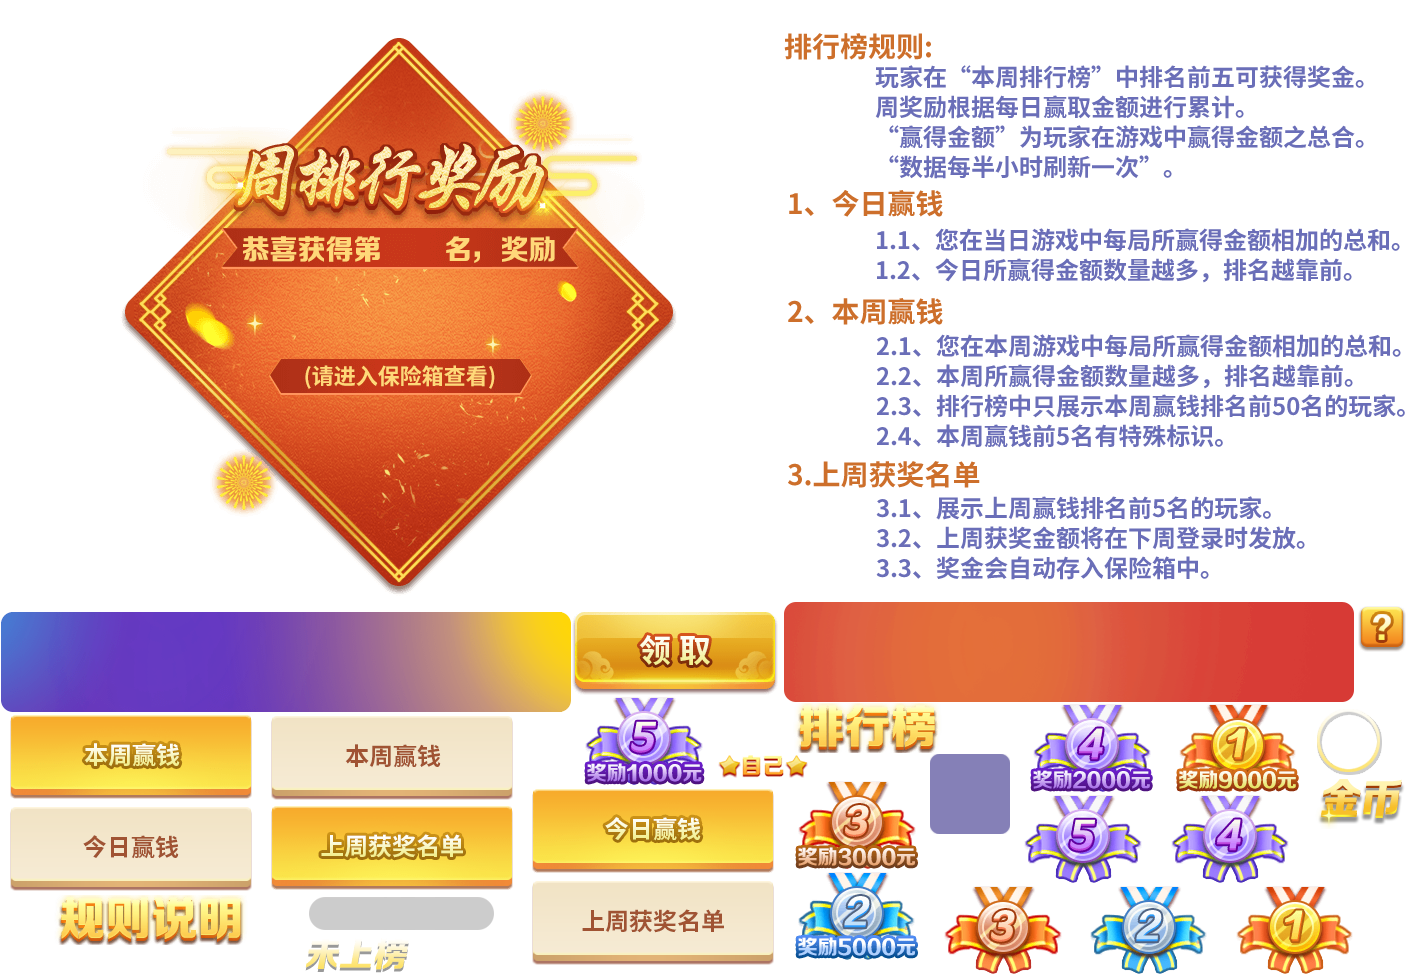 周排行奖励
恭喜获得第 名，奖励
(请进入保险箱查看)
排行榜规则:
玩家在“本周排行榜”中排名前五可获得奖金。
周奖励根据每日赢取金额进行累计。
“赢得金额”为玩家在游戏中赢得金额之总合。
“数据每半小时刷新一次”。
1、今日赢钱
1.1、您在当日游戏中每局所赢得金额相加的总和。
1.2、今日所赢得金额数量越多，排名越靠前。
2、本周赢钱
2.1、您在本周游戏中每局所赢得金额相加的总和。
2.2、本周所赢得金额数量越多，排名越靠前。
2.3、排行榜中只展示本周赢钱排名前50名的玩家。
2.4、本周赢钱前5名有特殊标识。
3.上周获奖名单
3.1、展示上周赢钱排名前5名的玩家。
3.2、上周获奖金额将在下周登录时发放。
3.3、奖金会自动存入保险箱中。
领取
?
本周赢钱
本周赢钱
5
奖励1000元
自己
排行榜
4
奖励2000元
1
奖励9000元
金币
今日赢钱
上周获奖名单
今日赢钱
3
奖励3000元
5
4
规则说明
未上榜
上周获奖名单
2
奖励5000元
3
2
1